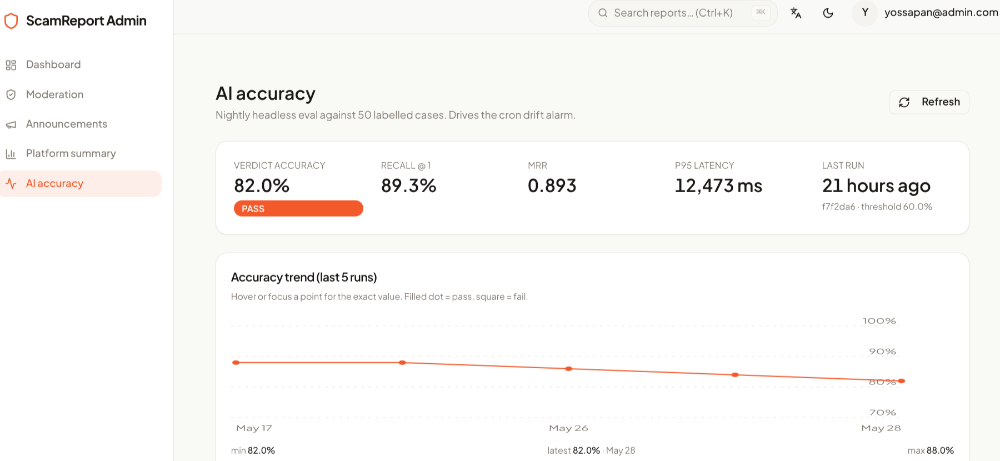 ScamReport Admin
Search reports... (Ctrl+K)
⌘K
Y
yossapan@admin.com
Dashboard
Moderation
Announcements
Platform summary
AI accuracy
AI accuracy
Nightly headless eval against 50 labelled cases. Drives the cron drift alarm.
Refresh
VERDICT ACCURACY
82.0%
PASS
RECALL @ 1
89.3%
MRR
0.893
P95 LATENCY
12,473 ms
LAST RUN
21 hours ago
f7f2da6 · threshold 60.0%
Accuracy trend (last 5 runs)
Hover or focus a point for the exact value. Filled dot = pass, square = fail.
100%
90%
80%
70%
May 17
May 26
May 28
min 82.0%
latest 82.0% · May 28
max 88.0%